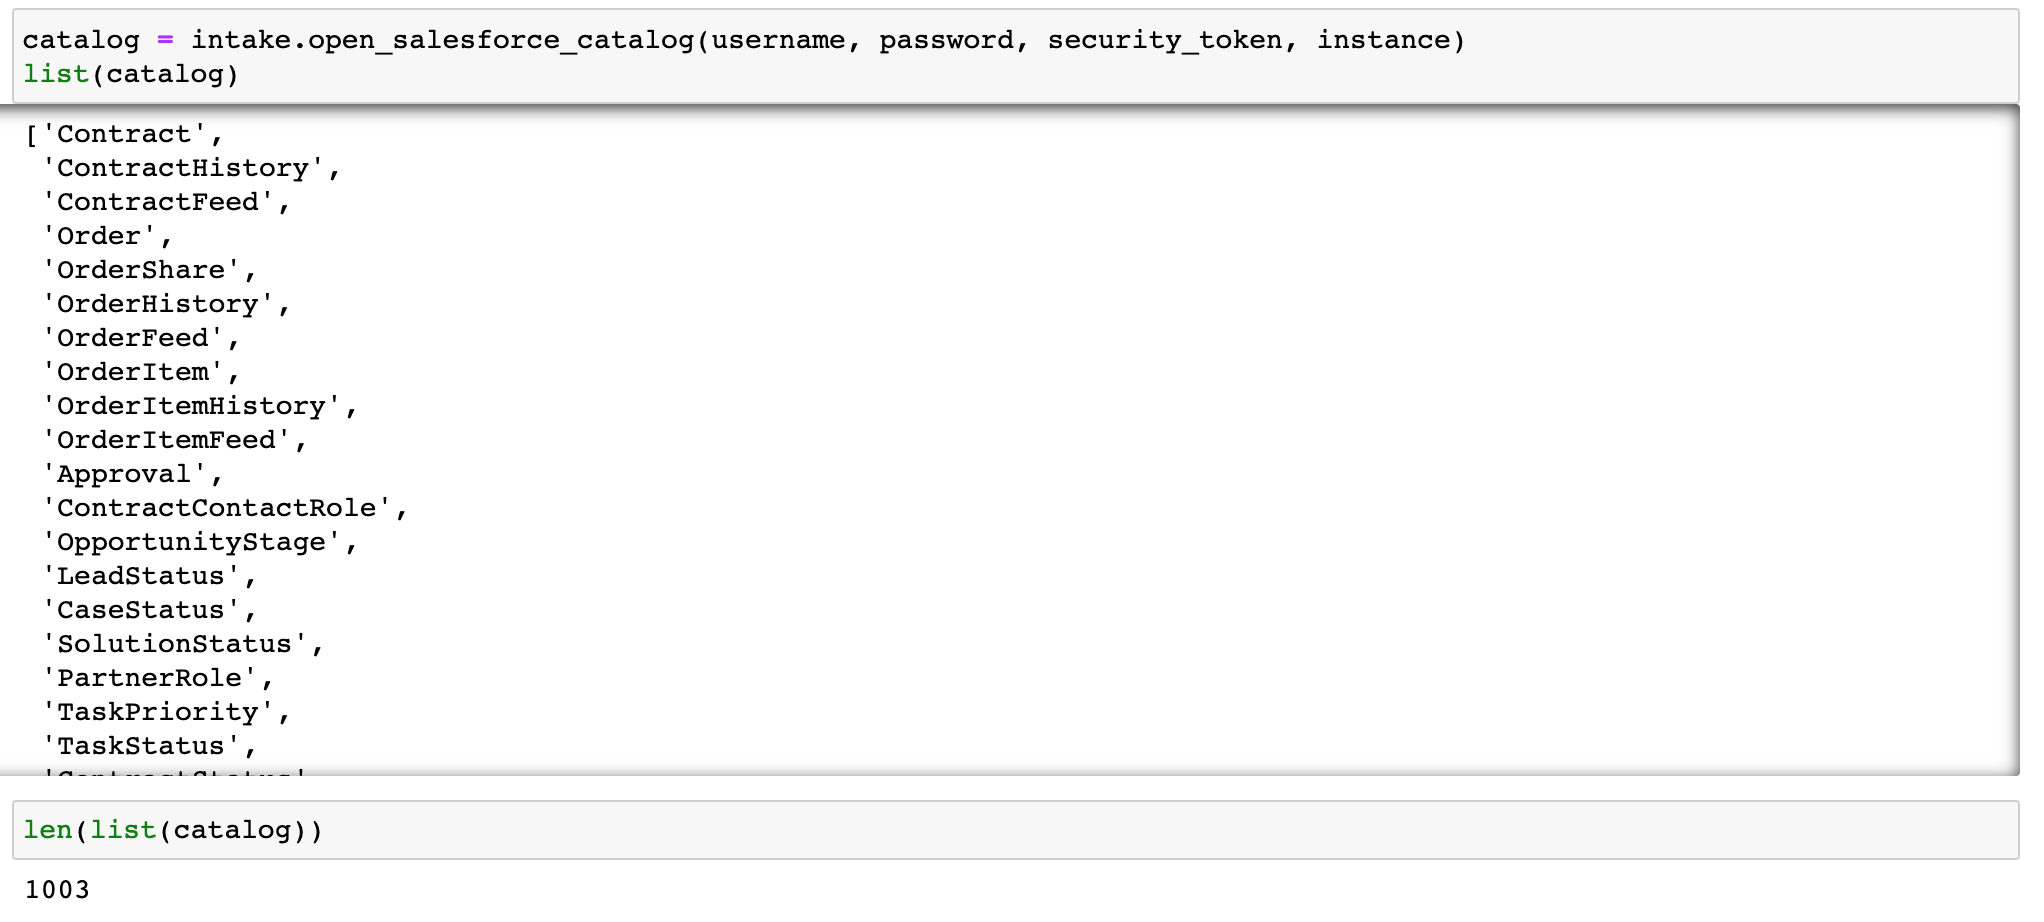 catalog = intake.open_salesforce_catalog(username, password, security_token, instance)
list(catalog)
['Contract',
 'ContractHistory',
 'ContractFeed',
 'Order',
 'OrderShare',
 'OrderHistory',
 'OrderFeed',
 'OrderItem',
 'OrderItemHistory',
 'OrderItemFeed',
 'Approval',
 'ContractContactRole',
 'OpportunityStage',
 'LeadStatus',
 'CaseStatus',
 'SolutionStatus',
 'PartnerRole',
 'TaskPriority',
 'TaskStatus',
len(list(catalog))
1003